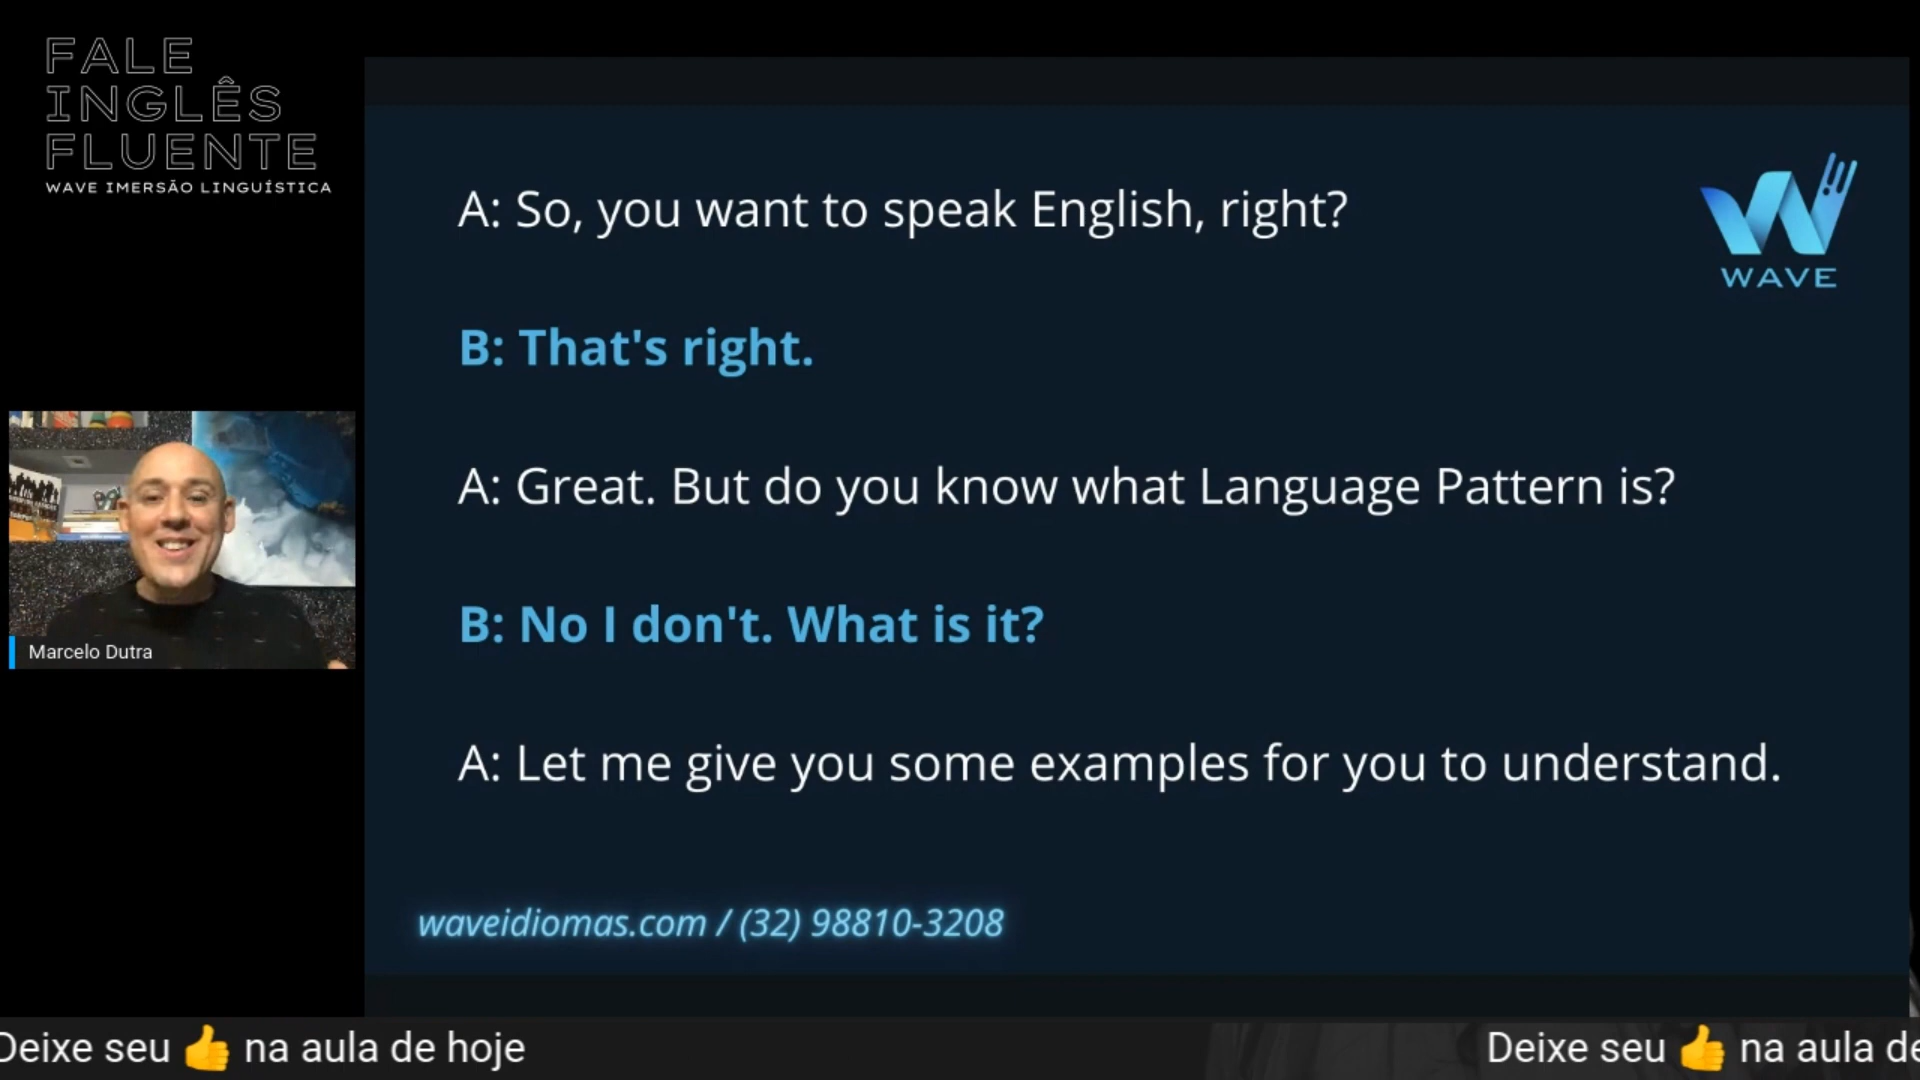 FALE
INGLÊS
FLUENTE
WAVE IMERSÃO LINGUÍSTICA
A: So, you want to speak English, right?
WAVE
B: That's right.
A: Great. But do you know what Language Pattern is?
B: No I don't. What is it?
Marcelo Dutra
A: Let me give you some examples for you to understand.
waveidiomas.com / (32) 98810-3208
Deixe seu 👍 na aula de hoje
Deixe seu 👍 na aula de